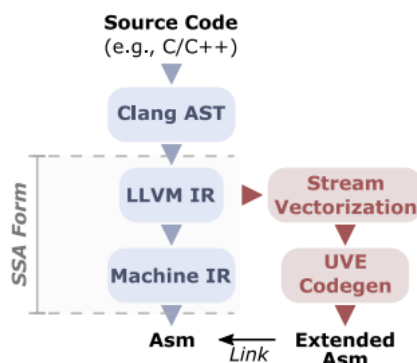 Source Code
(e.g., C/C++)
Clang AST
SSA Form
LLVM IR
Stream
Vectorization
Machine IR
UVE
Codegen
Asm
Link
Extended
Asm